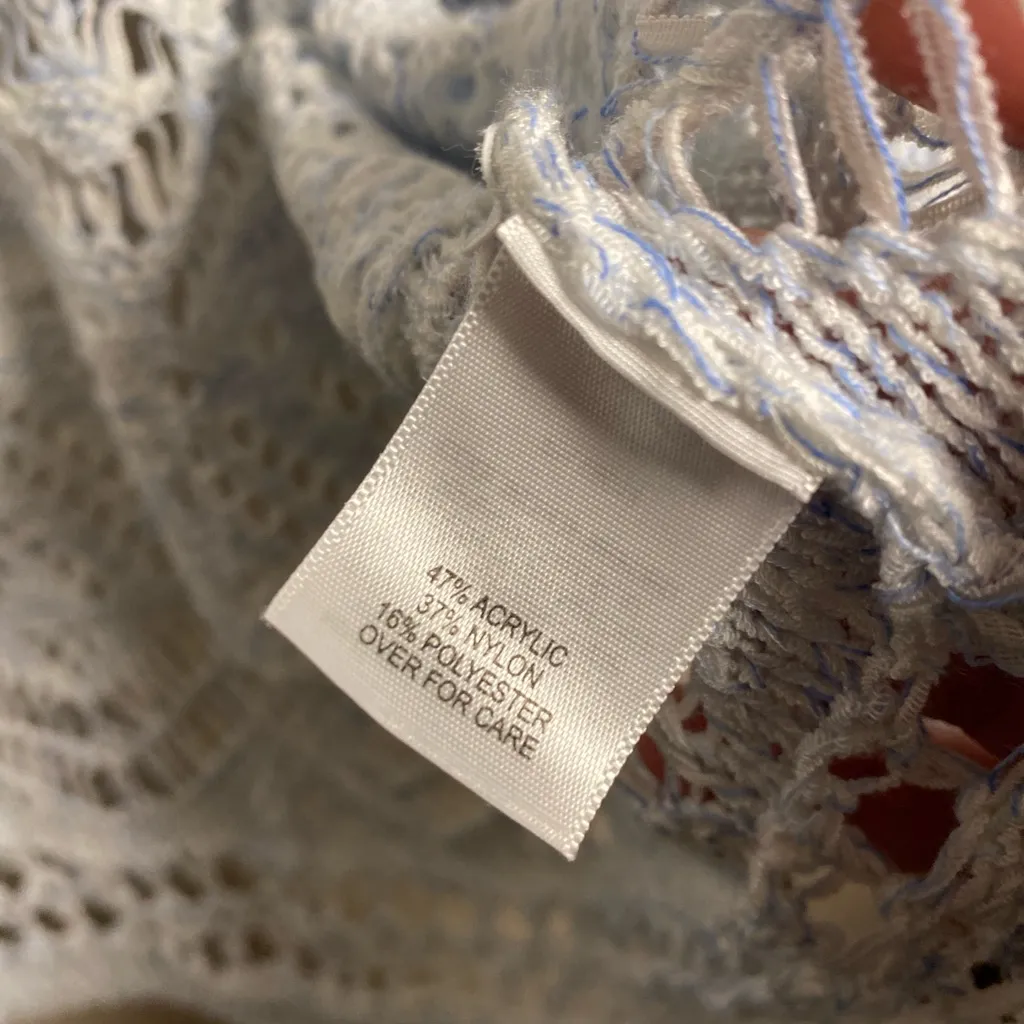 47% ACRYLIC
37% NYLON
16% POLYESTER
OVER FOR CARE